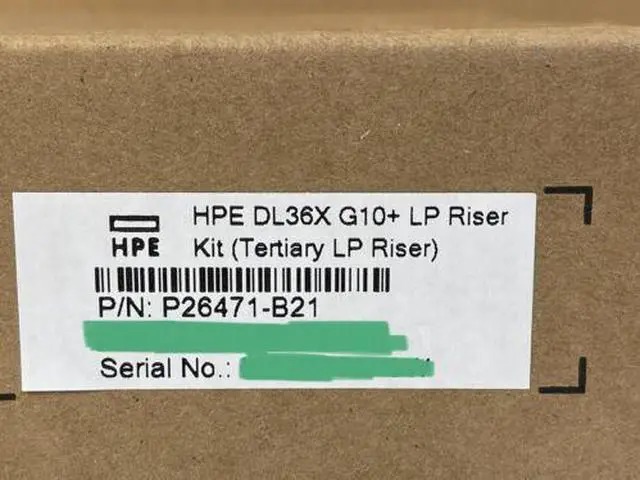 HPE DL36X G10+ LP Riser
HPE Kit (Tertiary LP Riser)
P/N: P26471-B21
Serial No.: